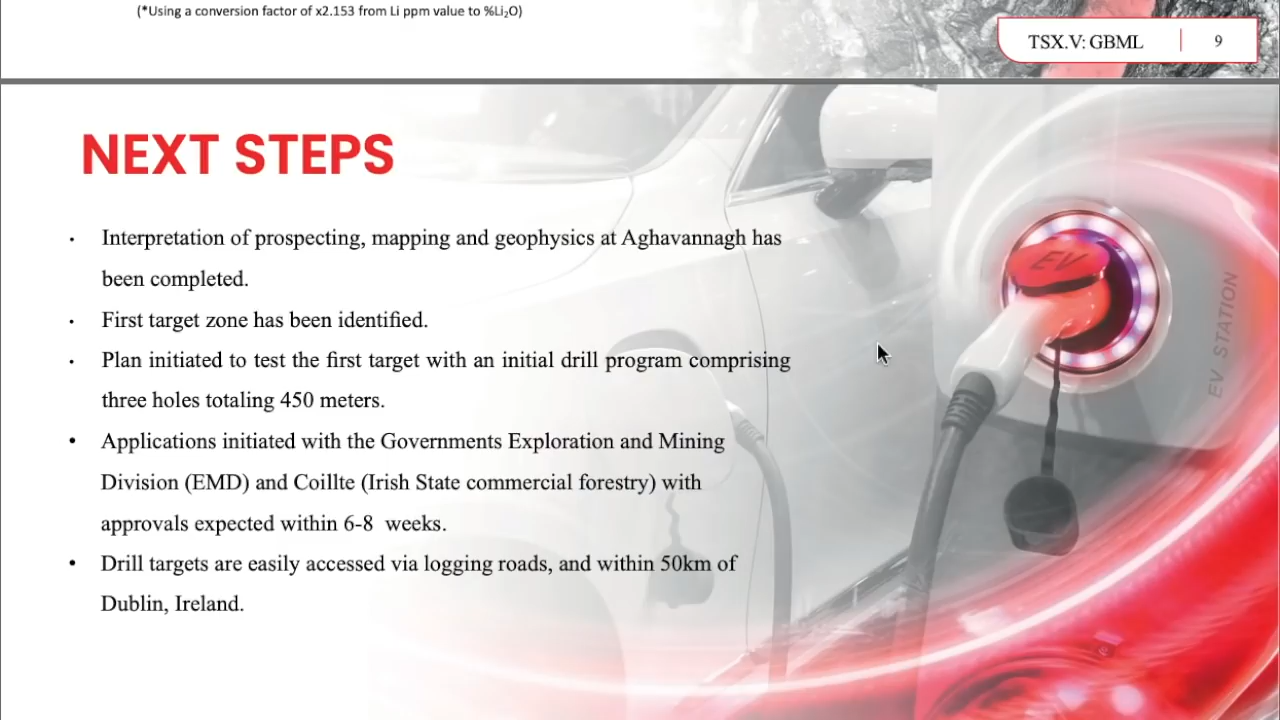 (*Using a conversion factor of x2.153 from Li ppm value to %Li₂O)
TSX.V: GBML | 9
NEXT STEPS
• Interpretation of prospecting, mapping and geophysics at Aghavannagh has
been completed.
• First target zone has been identified.
• Plan initiated to test the first target with an initial drill program comprising
three holes totaling 450 meters.
• Applications initiated with the Governments Exploration and Mining
Division (EMD) and Coillte (Irish State commercial forestry) with
approvals expected within 6-8  weeks.
• Drill targets are easily accessed via logging roads, and within 50km of
Dublin, Ireland.
EV
EV STATION